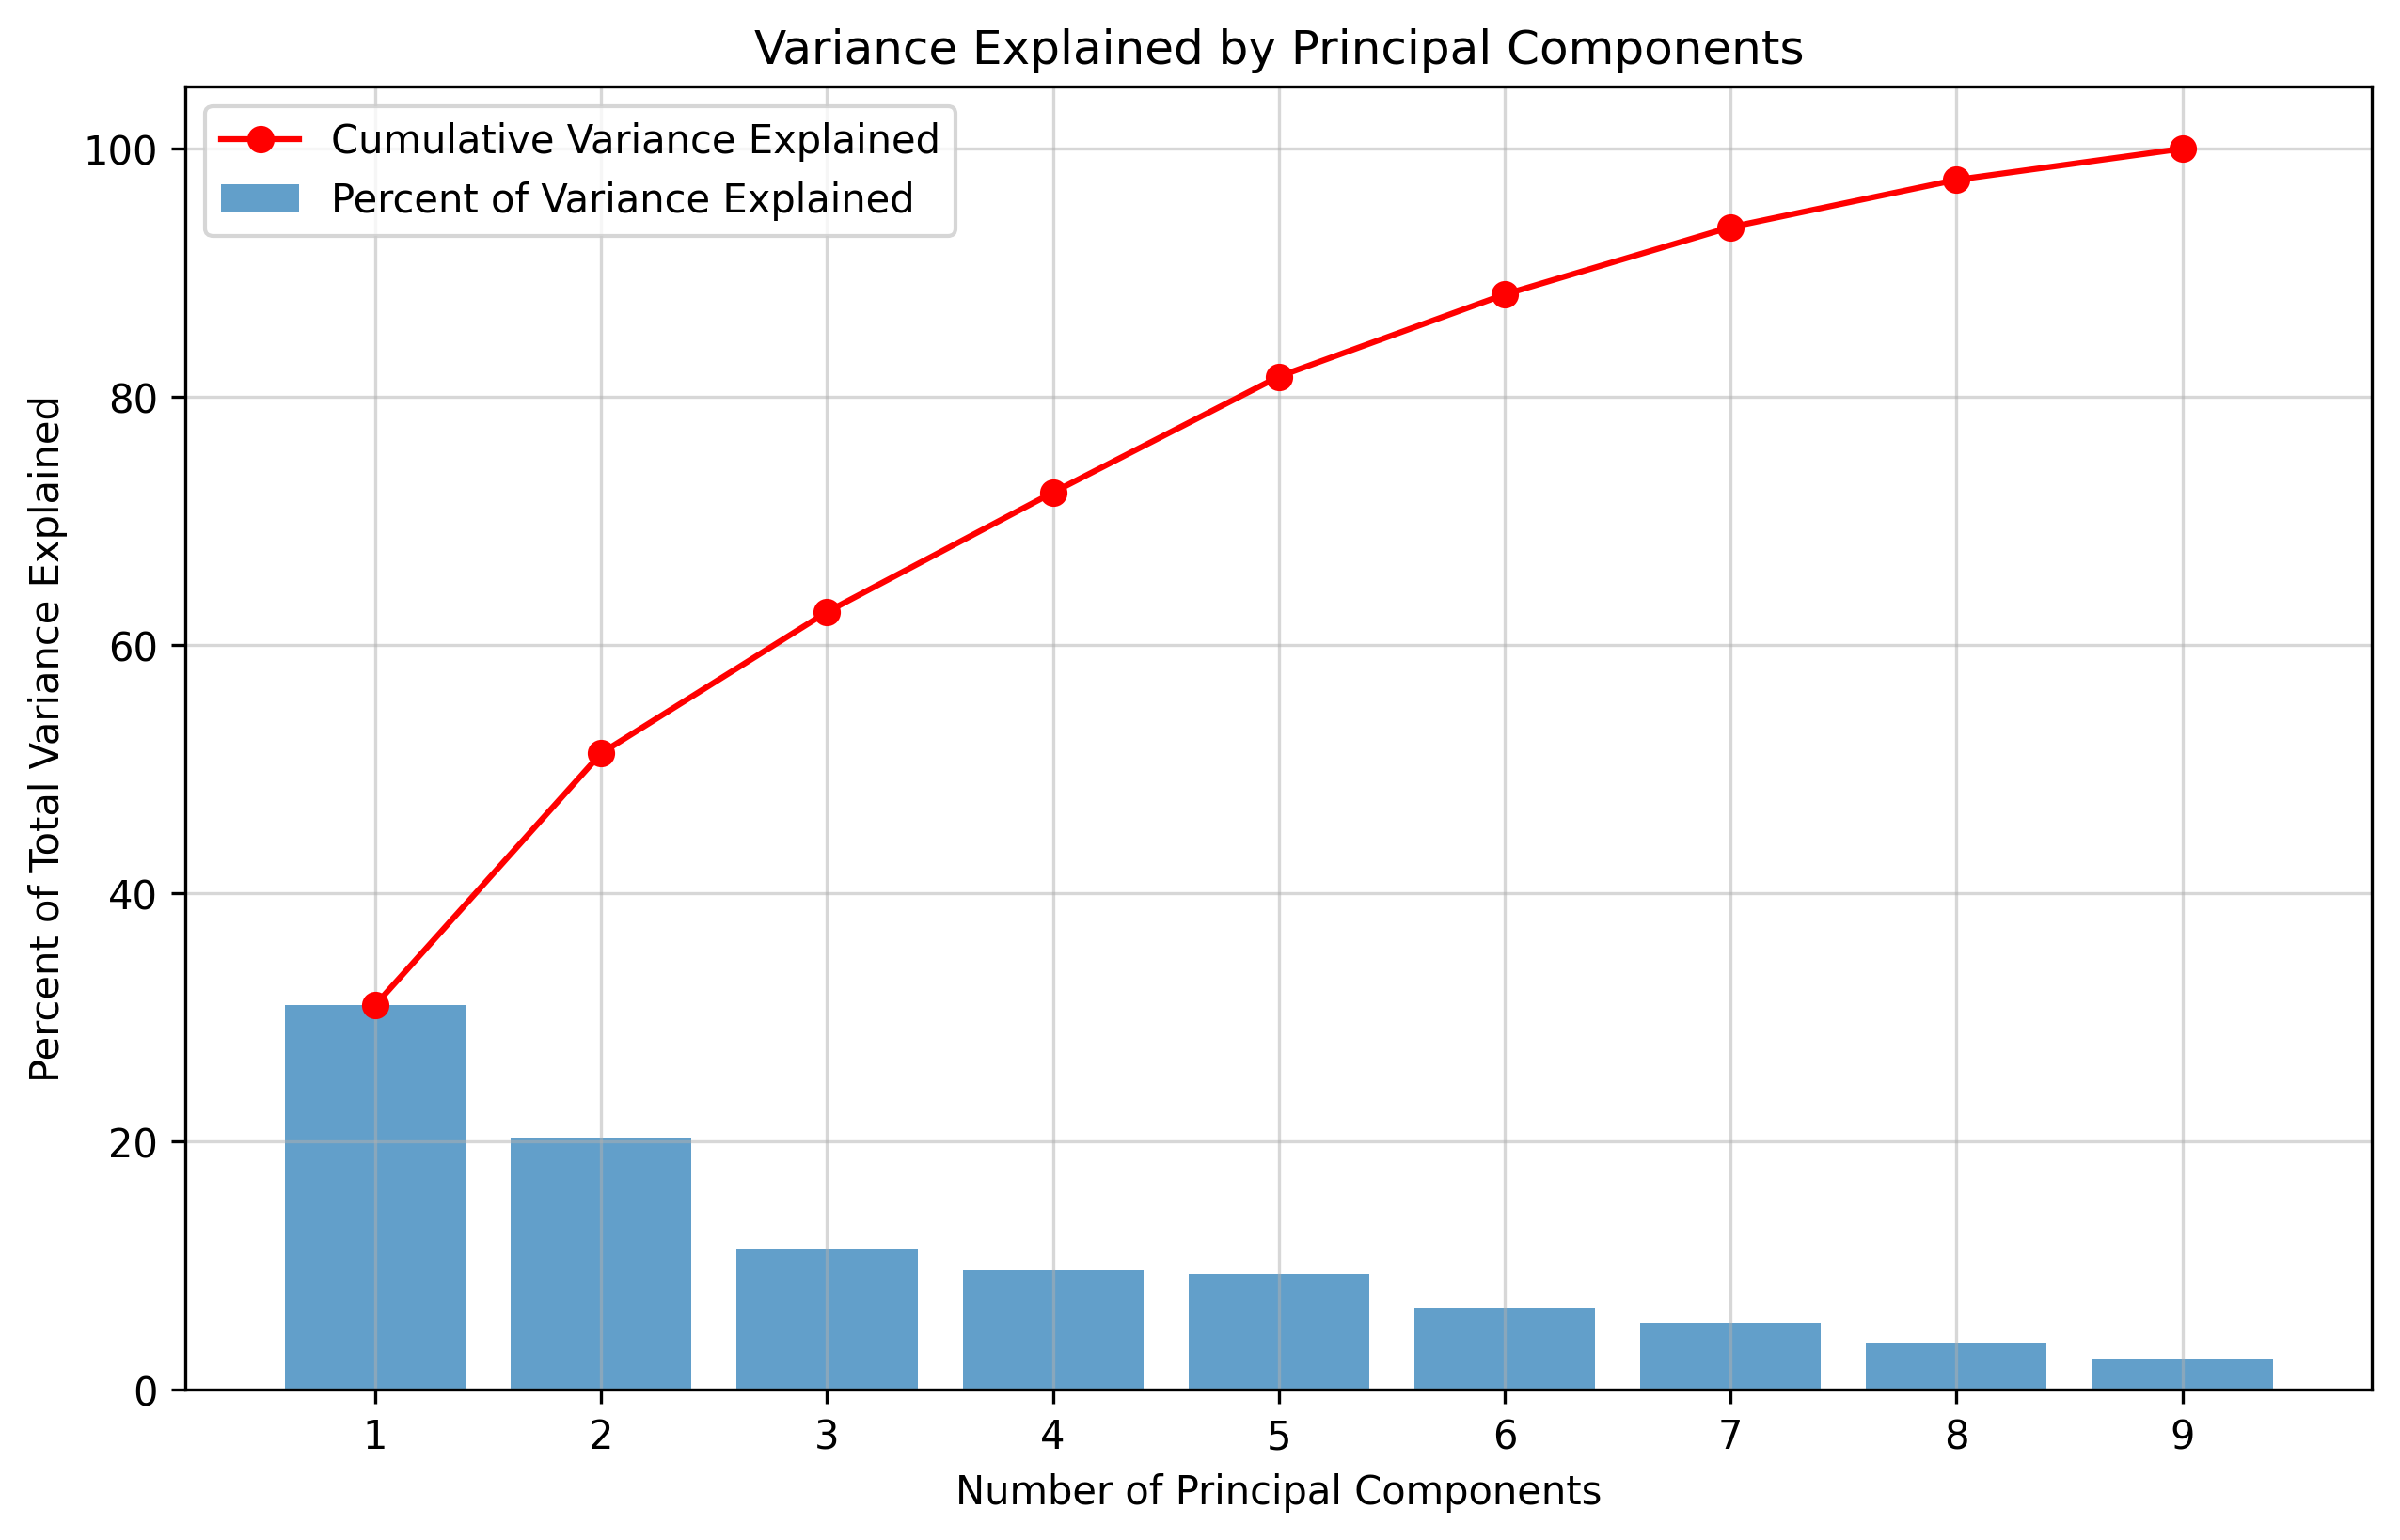 Variance Explained by Principal Components
Cumulative Variance Explained
Percent of Variance Explained
Percent of Total Variance Explained
100
80
60
40
20
0
1 2 3 4 5 6 7 8 9
Number of Principal Components